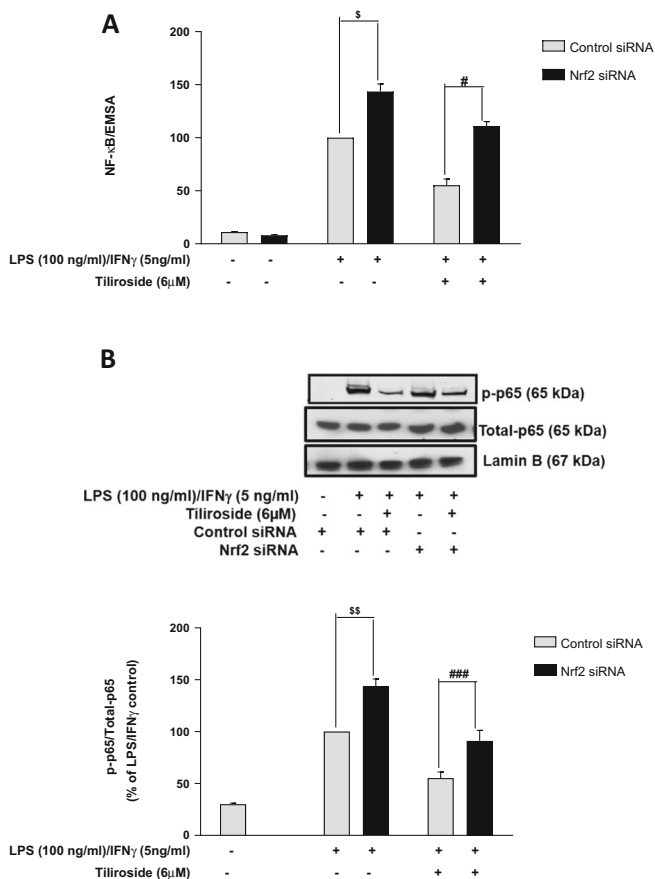 A
$
200
Control siRNA
Nrf2 siRNA
150
#
NF-κB/EMSA
100
50
0
LPS (100 ng/ml)/IFNγ (5ng/ml) - - + + + +
Tiliroside (6μM) - - - - + +
B
p-p65 (65 kDa)
Total-p65 (65 kDa)
Lamin B (67 kDa)
LPS (100 ng/ml)/IFNγ (5 ng/ml) - + + + +
Tiliroside (6μM) - - + - +
Control siRNA + + + - -
Nrf2 siRNA - - - + +
$$
200
Control siRNA
Nrf2 siRNA
150
###
p-p65/Total-p65
(% of LPS/IFNγ control)
100
50
0
LPS (100 ng/ml)/IFNγ (5ng/ml) - + + + +
Tiliroside (6μM) - - - + +